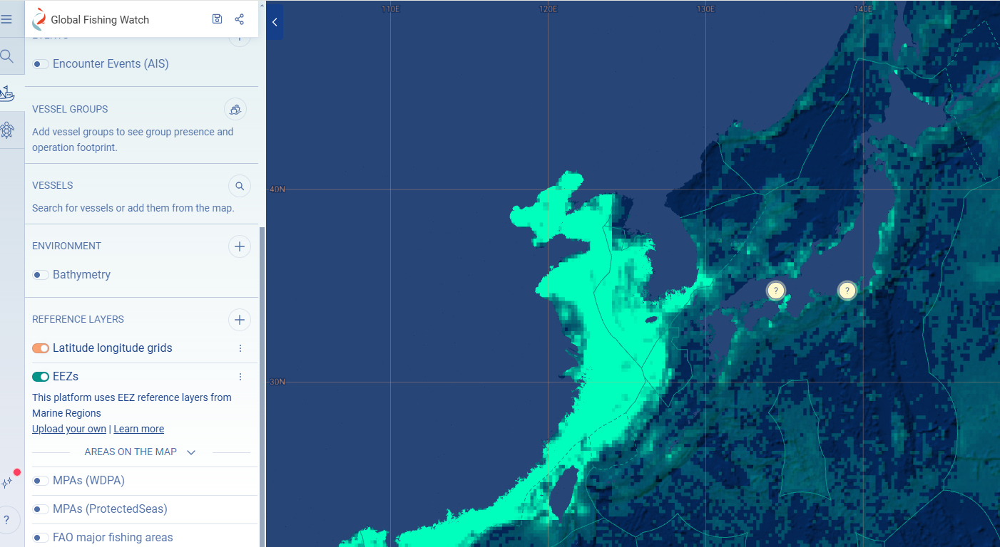 Global Fishing Watch
EVENTS
Encounter Events (AIS)
VESSEL GROUPS
Add vessel groups to see group presence and
operation footprint.
VESSELS
Search for vessels or add them from the map.
ENVIRONMENT
Bathymetry
REFERENCE LAYERS
Latitude longitude grids
EEZs
This platform uses EEZ reference layers from
Marine Regions
Upload your own | Learn more
AREAS ON THE MAP
MPAs (WDPA)
MPAs (ProtectedSeas)
FAO major fishing areas
?
110E
120E
130E
140E
40N
30N
?
?